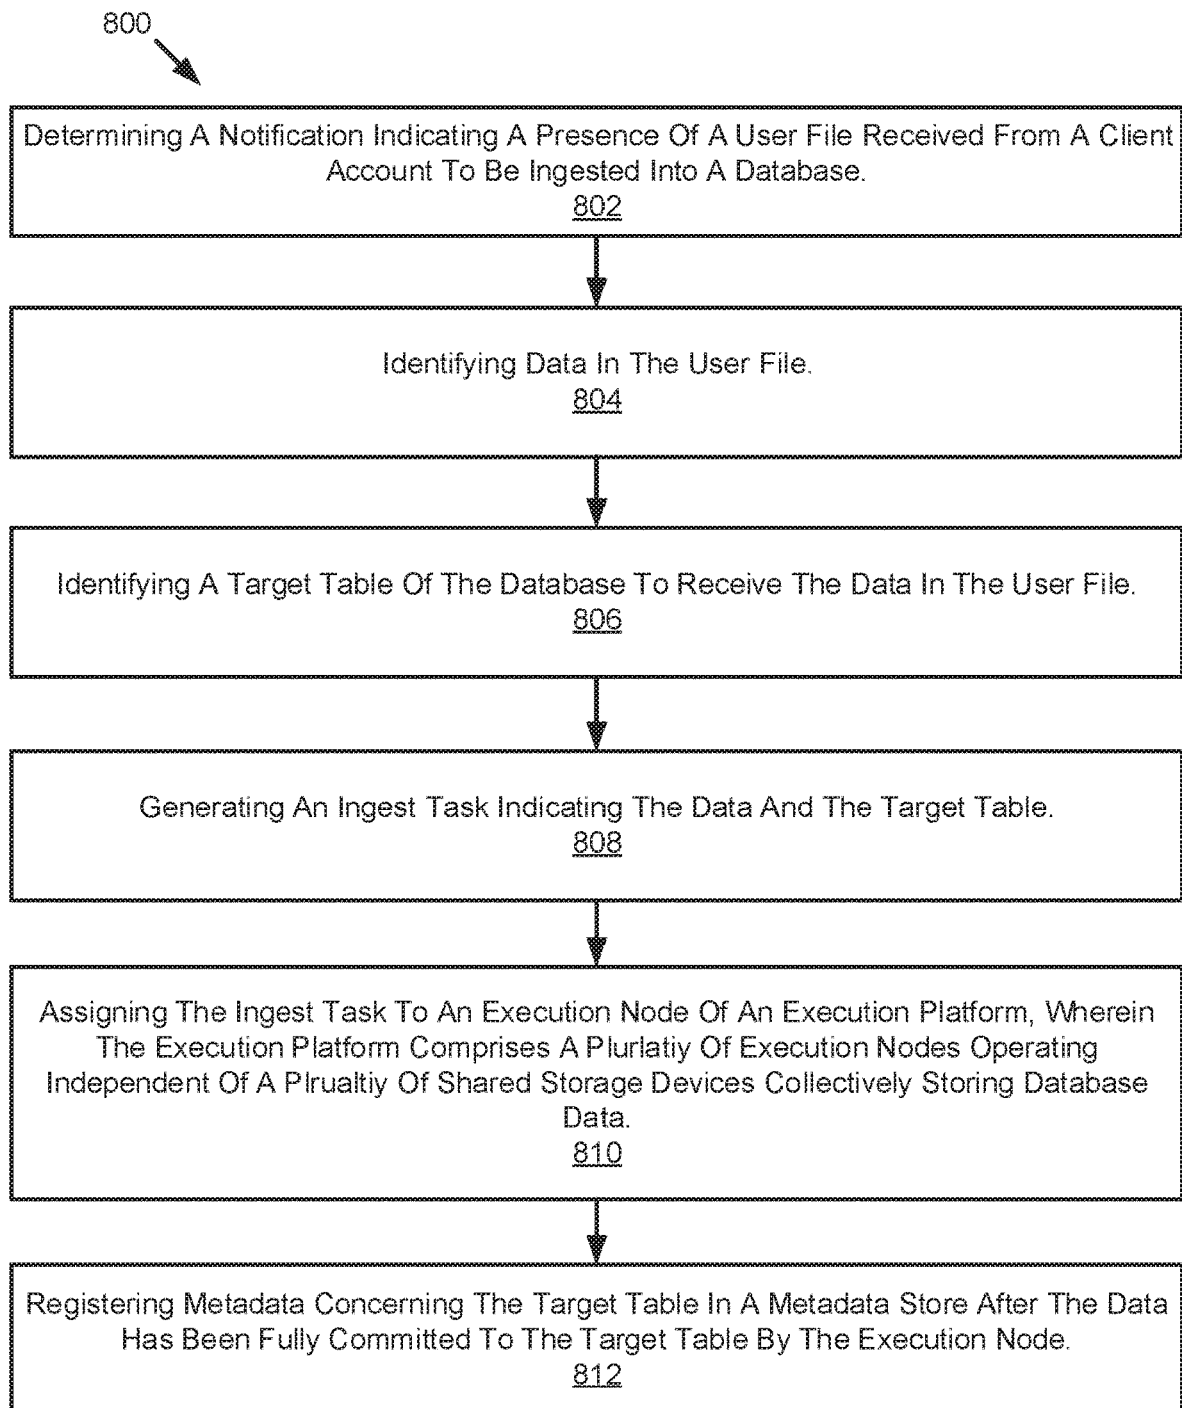 800
Determining A Notification Indicating A Presence Of A User File Received From A Client
Account To Be Ingested Into A Database.
802
Identifying Data In The User File.
804
Identifying A Target Table Of The Database To Receive The Data In The User File.
806
Generating An Ingest Task Indicating The Data And The Target Table.
808
Assigning The Ingest Task To An Execution Node Of An Execution Platform, Wherein
The Execution Platform Comprises A Plurlatiy Of Execution Nodes Operating
Independent Of A Plrualtiy Of Shared Storage Devices Collectively Storing Database
Data.
810
Registering Metadata Concerning The Target Table In A Metadata Store After The Data
Has Been Fully Committed To The Target Table By The Execution Node.
812